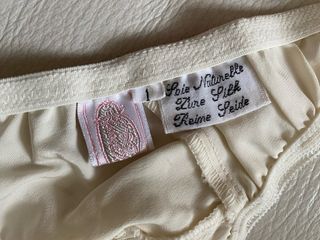 1
Soie Naturelle
Pure Silk
Reine Seide